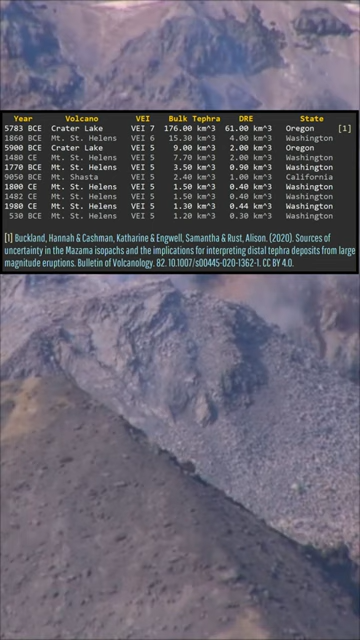 Year Volcano VEI Bulk Tephra DRE State
5783 BCE Crater Lake VEI 7 176.00 km^3 61.00 km^3 Oregon [1]
1860 BCE Mt. St. Helens VEI 6 15.30 km^3 4.00 km^3 Washington
5900 BCE Crater Lake VEI 5 9.00 km^3 2.00 km^3 Oregon
1480 CE Mt. St. Helens VEI 5 7.70 km^3 2.00 km^3 Washington
1770 BCE Mt. St. Helens VEI 5 3.50 km^3 0.90 km^3 Washington
9050 BCE Mt. Shasta VEI 5 2.40 km^3 1.00 km^3 California
1800 CE Mt. St. Helens VEI 5 1.50 km^3 0.40 km^3 Washington
1482 CE Mt. St. Helens VEI 5 1.50 km^3 0.40 km^3 Washington
1980 CE Mt. St. Helens VEI 5 1.30 km^3 0.44 km^3 Washington
530 BCE Mt. St. Helens VEI 5 1.20 km^3 0.30 km^3 Washington
[1] Buckland, Hannah & Cashman, Katharine & Engwell, Samantha & Rust, Alison. (2020). Sources of
uncertainty in the Mazama isopachs and the implications for interpreting distal tephra deposits from large
magnitude eruptions. Bulletin of Volcanology. 82. 10.1007/s00445-020-1362-1. CC BY 4.0.